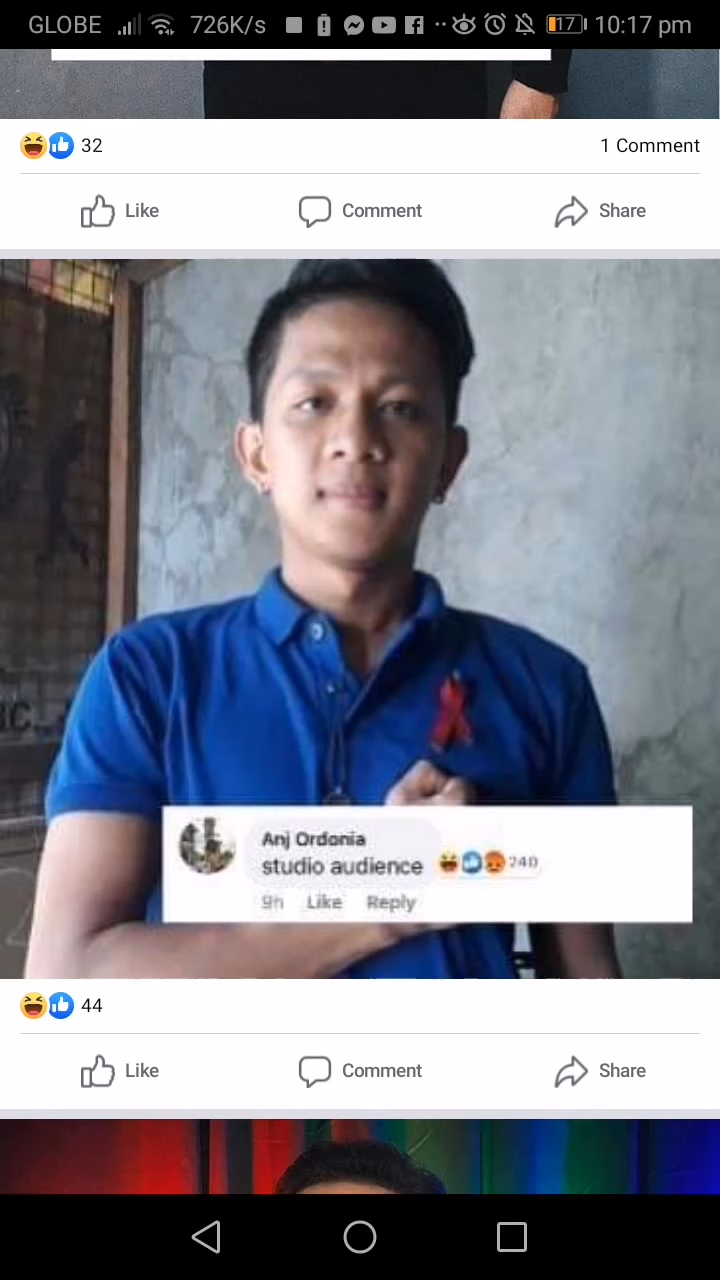 GLOBE 726K/s 17 10:17 pm
32 1 Comment
Like Comment Share
Anj Ordonia
studio audience 240
9h Like Reply
44
Like Comment Share